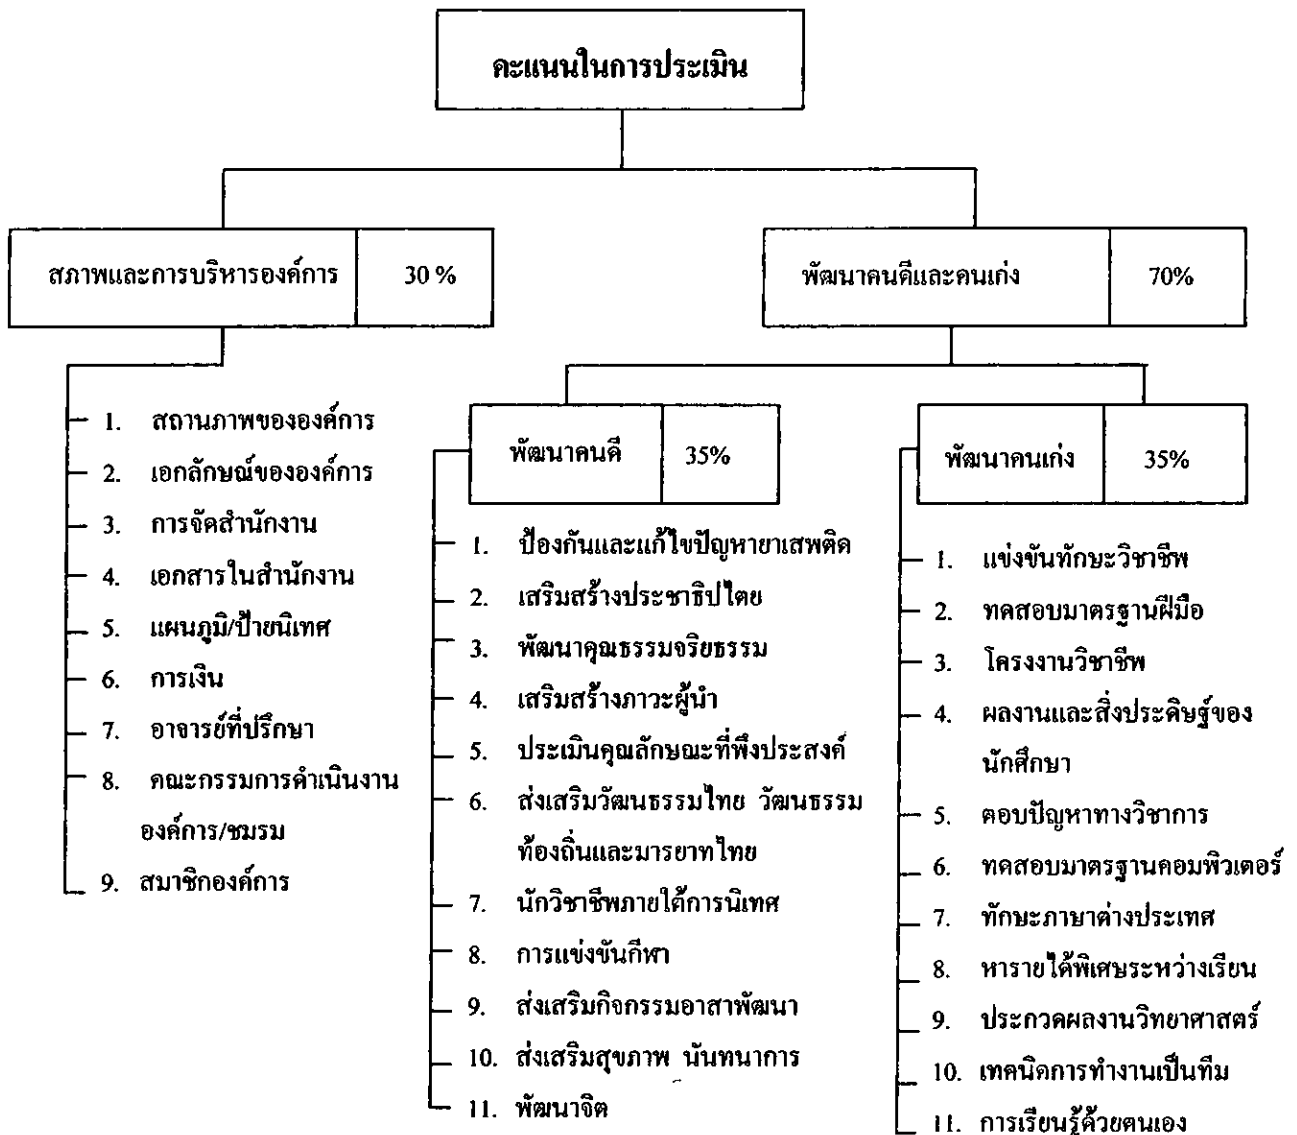 คะแนนในการประเมิน
สภาพและการบริหารองค์การ 30 %
พัฒนาคนดีและคนเก่ง 70%
1. สถานภาพขององค์การ
2. เอกลักษณ์ขององค์การ
3. การจัดสำนักงาน
4. เอกสารในสำนักงาน
5. แผนภูมิ/ป้ายนิเทศ
6. การเงิน
7. อาจารย์ที่ปรึกษา
8. คณะกรรมการดำเนินงาน
องค์การ/ชมรม
9. สมาชิกองค์การ
พัฒนาคนดี 35%
1. ป้องกันและแก้ไขปัญหายาเสพติด
2. เสริมสร้างประชาธิปไตย
3. พัฒนาคุณธรรมจริยธรรม
4. เสริมสร้างภาวะผู้นำ
5. ประเมินคุณลักษณะที่พึงประสงค์
6. ส่งเสริมวัฒนธรรมไทย วัฒนธรรม
ท้องถิ่นและมารยาทไทย
7. นักวิชาชีพภายใต้การนิเทศ
8. การแข่งขันกีฬา
9. ส่งเสริมกิจกรรมอาสาพัฒนา
10. ส่งเสริมสุขภาพ นันทนาการ
11. พัฒนาจิต
พัฒนาคนเก่ง 35%
1. แข่งขันทักษะวิชาชีพ
2. ทดสอบมาตรฐานฝีมือ
3. โครงงานวิชาชีพ
4. ผลงานและสิ่งประดิษฐ์ของ
นักศึกษา
5. ตอบปัญหาทางวิชาการ
6. ทดสอบมาตรฐานคอมพิวเตอร์
7. ทักษะภาษาต่างประเทศ
8. หารายได้พิเศษระหว่างเรียน
9. ประกวดผลงานวิทยาศาสตร์
10. เทคนิคการทำงานเป็นทีม
11. การเรียนรู้ด้วยตนเอง